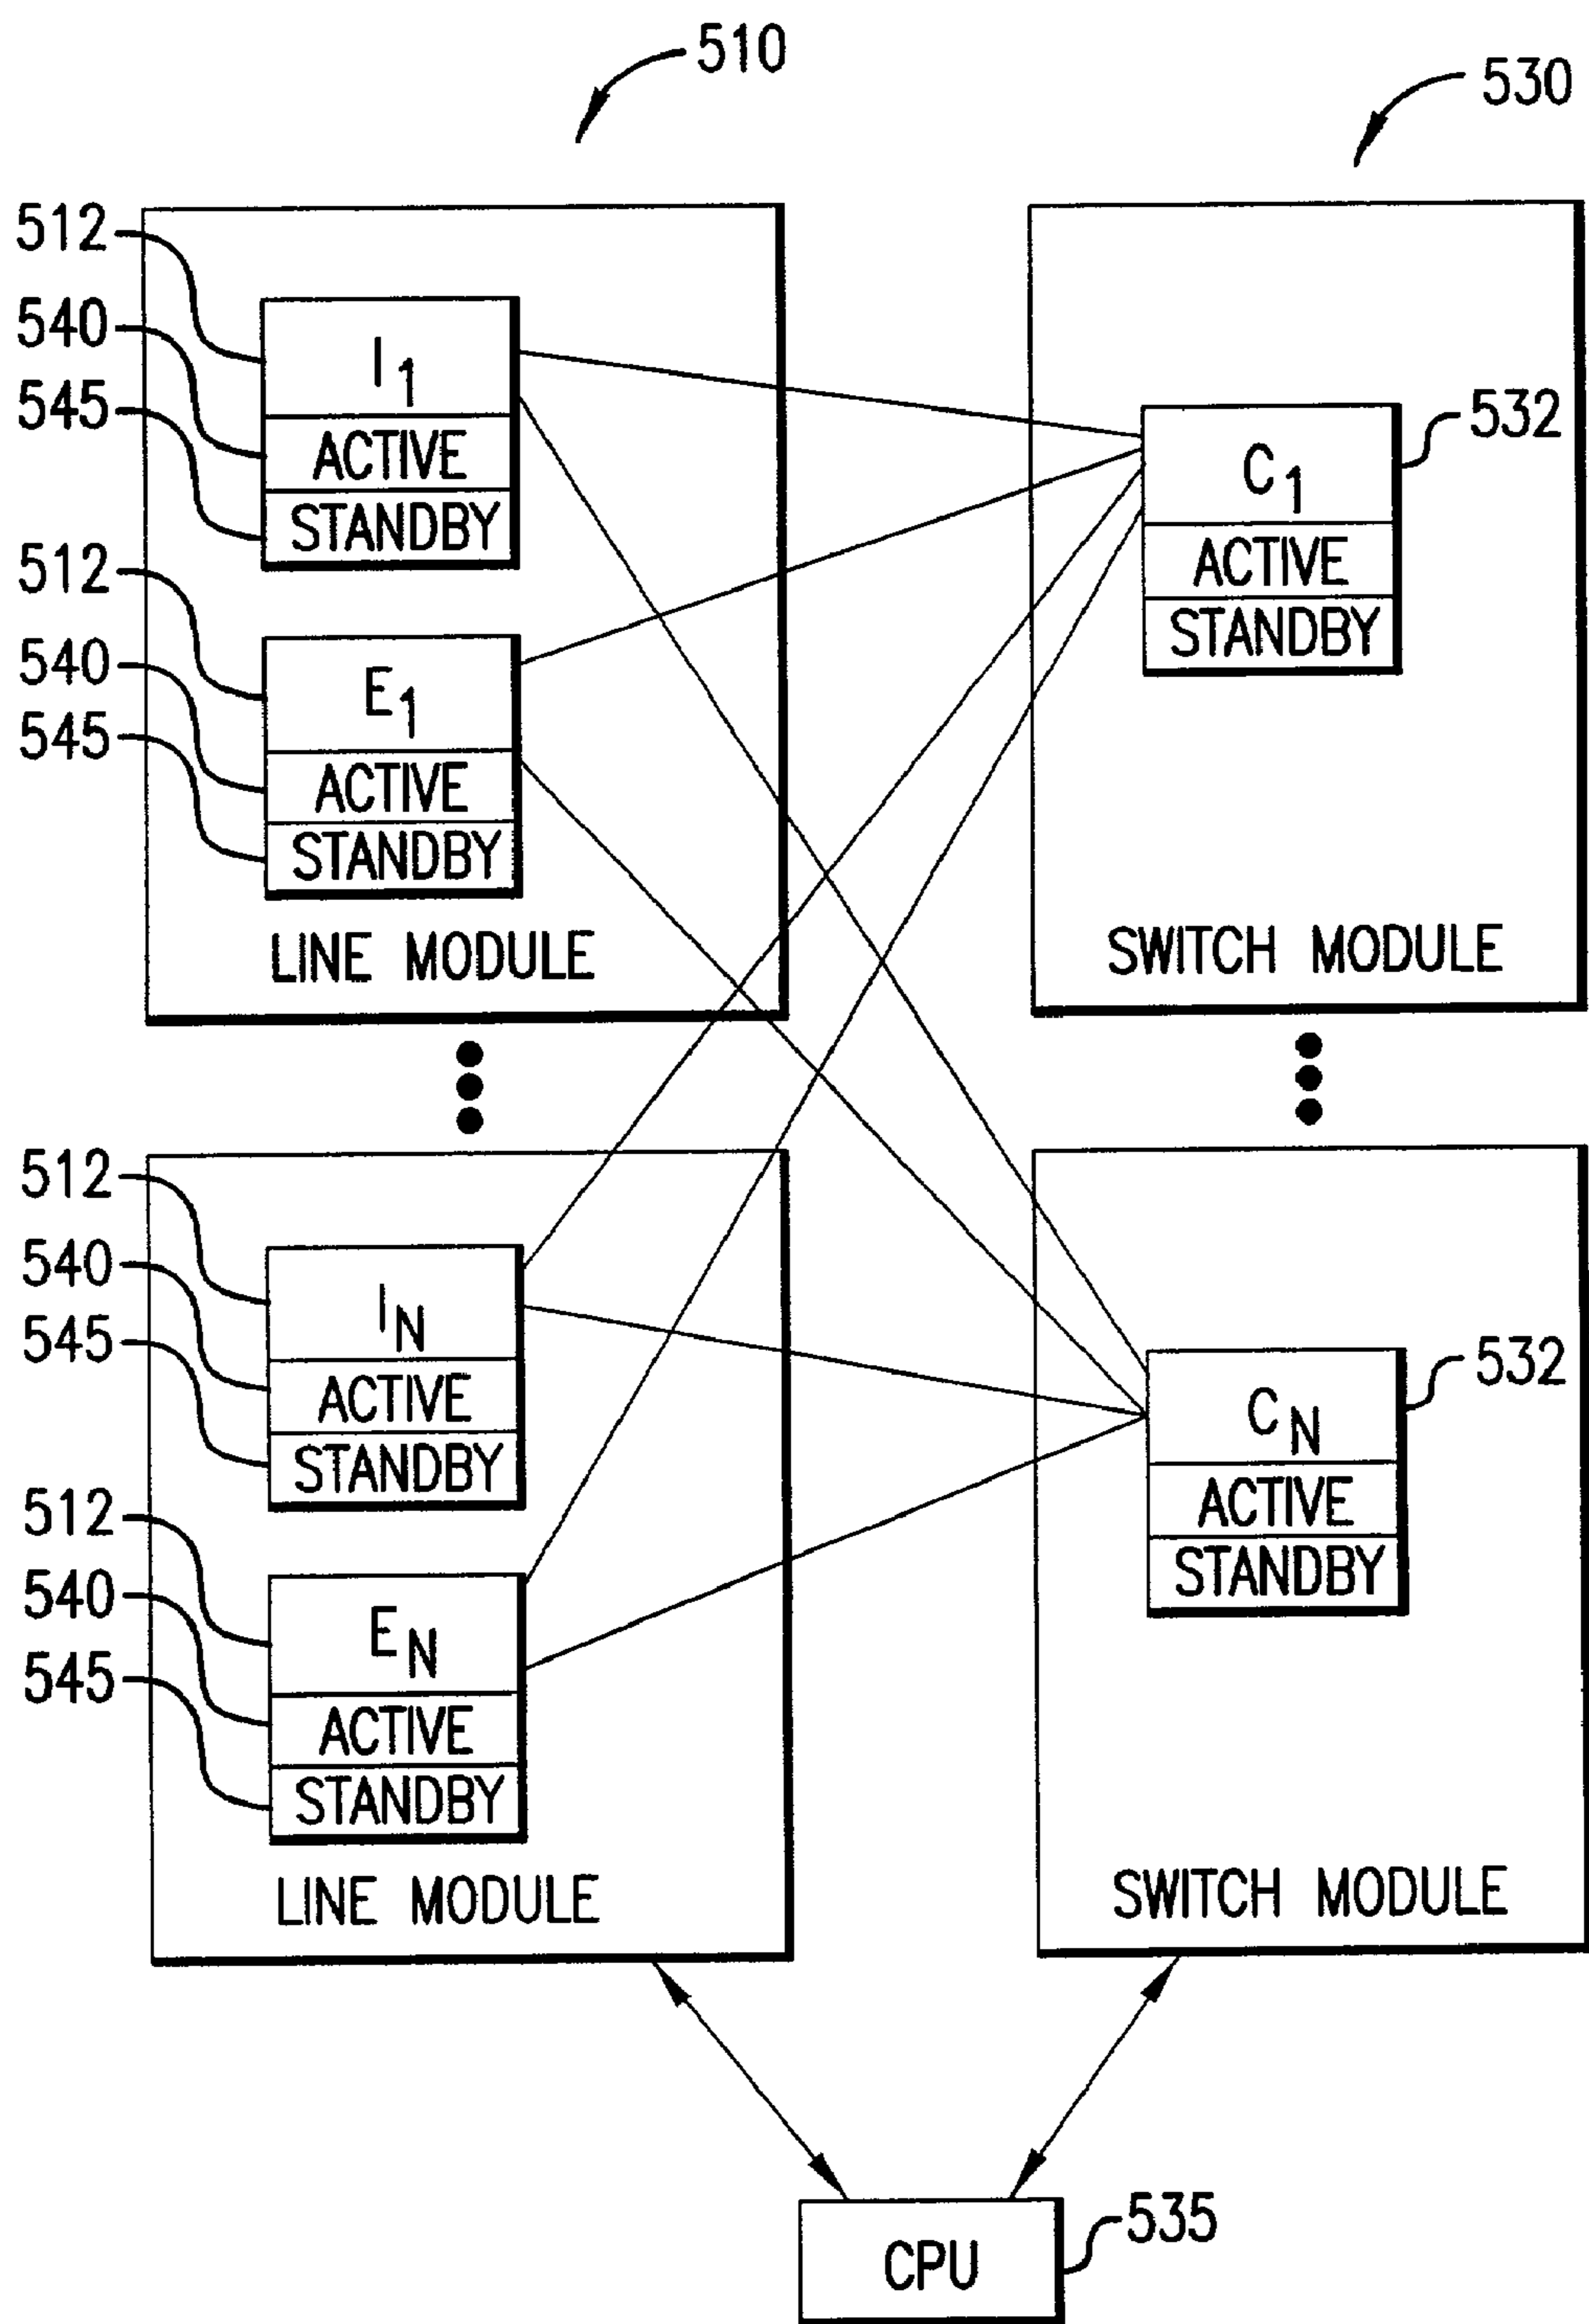 510
530
512
540
545
I1
ACTIVE
STANDBY
512
540
545
E1
ACTIVE
STANDBY
LINE MODULE
C1
ACTIVE
STANDBY
532
SWITCH MODULE
512
540
545
IN
ACTIVE
STANDBY
512
540
545
EN
ACTIVE
STANDBY
LINE MODULE
CN
ACTIVE
STANDBY
532
SWITCH MODULE
CPU
535